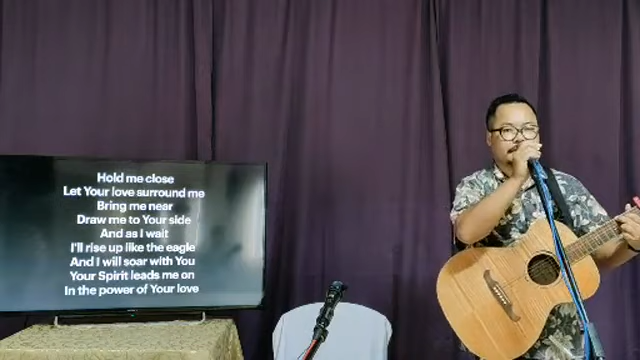 Hold me close
Let Your love surround me
Bring me near
Draw me to Your side
And as I wait
I'll rise up like the eagle
And I will soar with You
Your Spirit leads me on
In the power of Your love